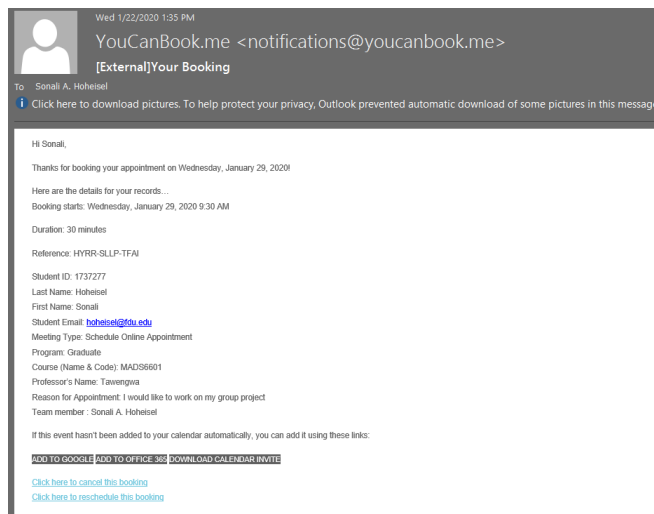 Wed 1/22/2020 1:35 PM
YouCanBook.me <notifications@youcanbook.me>
[External]Your Booking
To Sonali A. Hoheisel
Click here to download pictures. To help protect your privacy, Outlook prevented automatic download of some pictures in this message
Hi Sonali,
Thanks for booking your appointment on Wednesday, January 29, 2020!
Here are the details for your records...
Booking starts: Wednesday, January 29, 2020 9:30 AM
Duration: 30 minutes
Reference: HYRR-SLLP-TFAI
Student ID: 1737277
Last Name: Hoheisel
First Name: Sonali
Student Email: hoheisel@fdu.edu
Meeting Type: Schedule Online Appointment
Program: Graduate
Course (Name & Code): MADS6601
Professor's Name: Tawengwa
Reason for Appointment: I would like to work on my group project
Team member : Sonali A. Hoheisel
If this event hasn't been added to your calendar automatically, you can add it using these links:
ADD TO GOOGLE ADD TO OFFICE 365 DOWNLOAD CALENDAR INVITE
Click here to cancel this booking
Click here to reschedule this booking